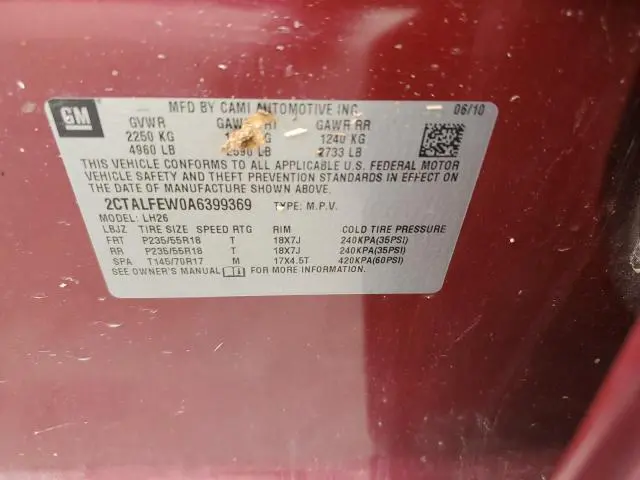 GM
MFD BY CAMI AUTOMOTIVE INC 06/10
GVWR GAWR GAWR RR
2250 KG KG 1240 KG
4960 LB LB 2733 LB
THIS VEHICLE CONFORMS TO ALL APPLICABLE U.S. FEDERAL MOTOR
VEHICLE SAFETY AND THEFT PREVENTION STANDARDS IN EFFECT ON
THE DATE OF MANUFACTURE SHOWN ABOVE.
2CTALFEW0A6399369 TYPE: M.P.V.
MODEL: LH26
LBJZ TIRE SIZE SPEED RTG RIM COLD TIRE PRESSURE
FRT P235/55R18 T 18X7J 240KPA(35PSI)
RR P235/55R18 T 18X7J 240KPA(35PSI)
SPA T145/70R17 M 17X4.5T 420KPA(60PSI)
SEE OWNER'S MANUAL FOR MORE INFORMATION